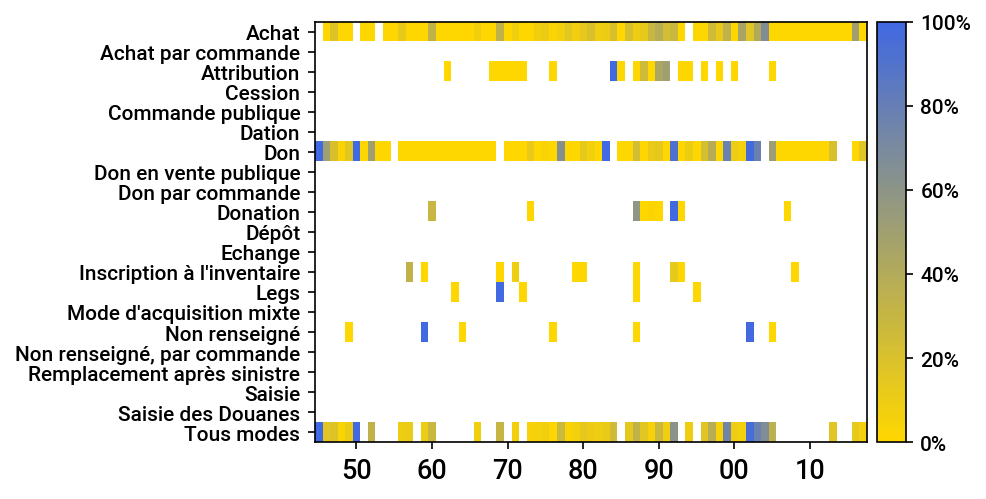 Achat
Achat par commande
Attribution
Cession
Commande publique
Dation
Don
Don en vente publique
Don par commande
Donation
Dépôt
Echange
Inscription à l'inventaire
Legs
Mode d'acquisition mixte
Non renseigné
Non renseigné, par commande
Remplacement après sinistre
Saisie
Saisie des Douanes
Tous modes
50 60 70 80 90 00 10
100%
80%
60%
40%
20%
0%